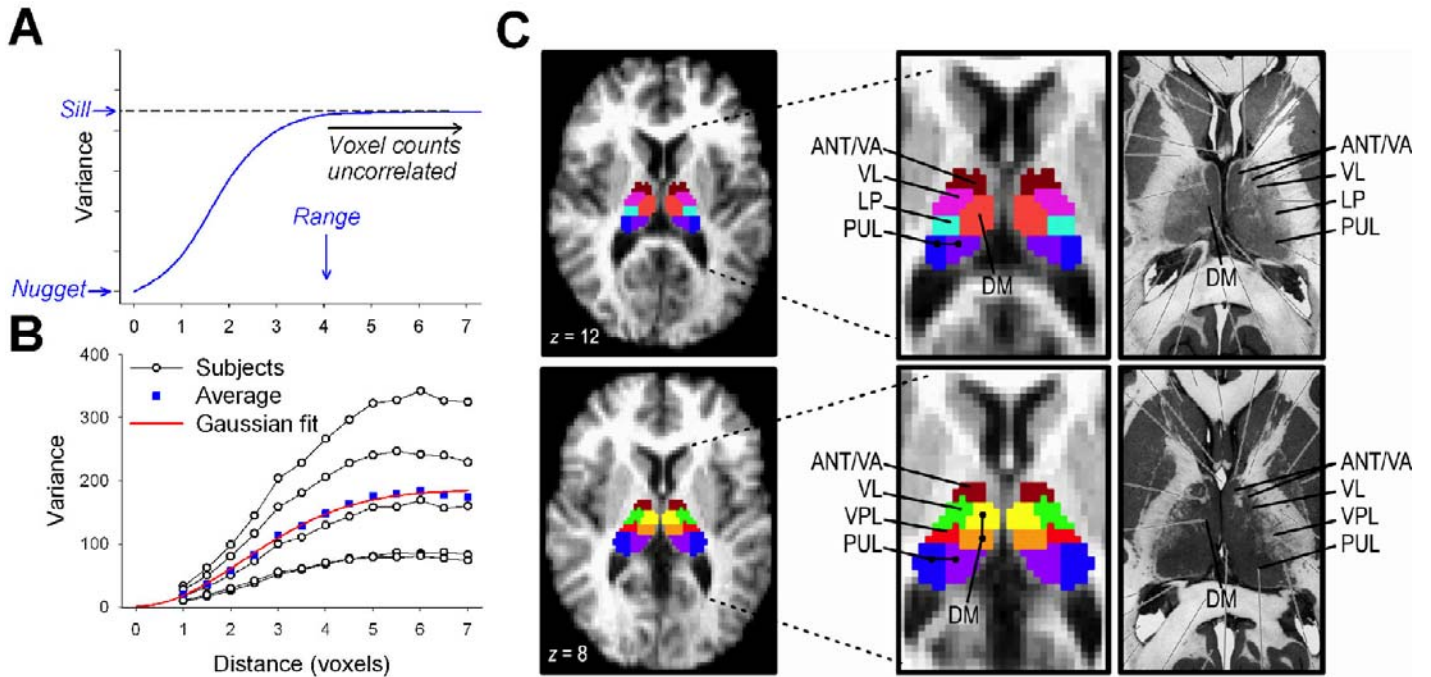 A
Sill
Variance
Nugget
Voxel counts
uncorrelated
Range
0 1 2 3 4 5 6 7
B
400
300
200
100
0
Variance
Subjects
Average
Gaussian fit
0 1 2 3 4 5 6 7
Distance (voxels)
C
z = 12
ANT/VA
VL
LP
PUL
DM
ANT/VA
VL
LP
PUL
DM
z = 8
ANT/VA
VL
VPL
PUL
DM
ANT/VA
VL
VPL
PUL
DM